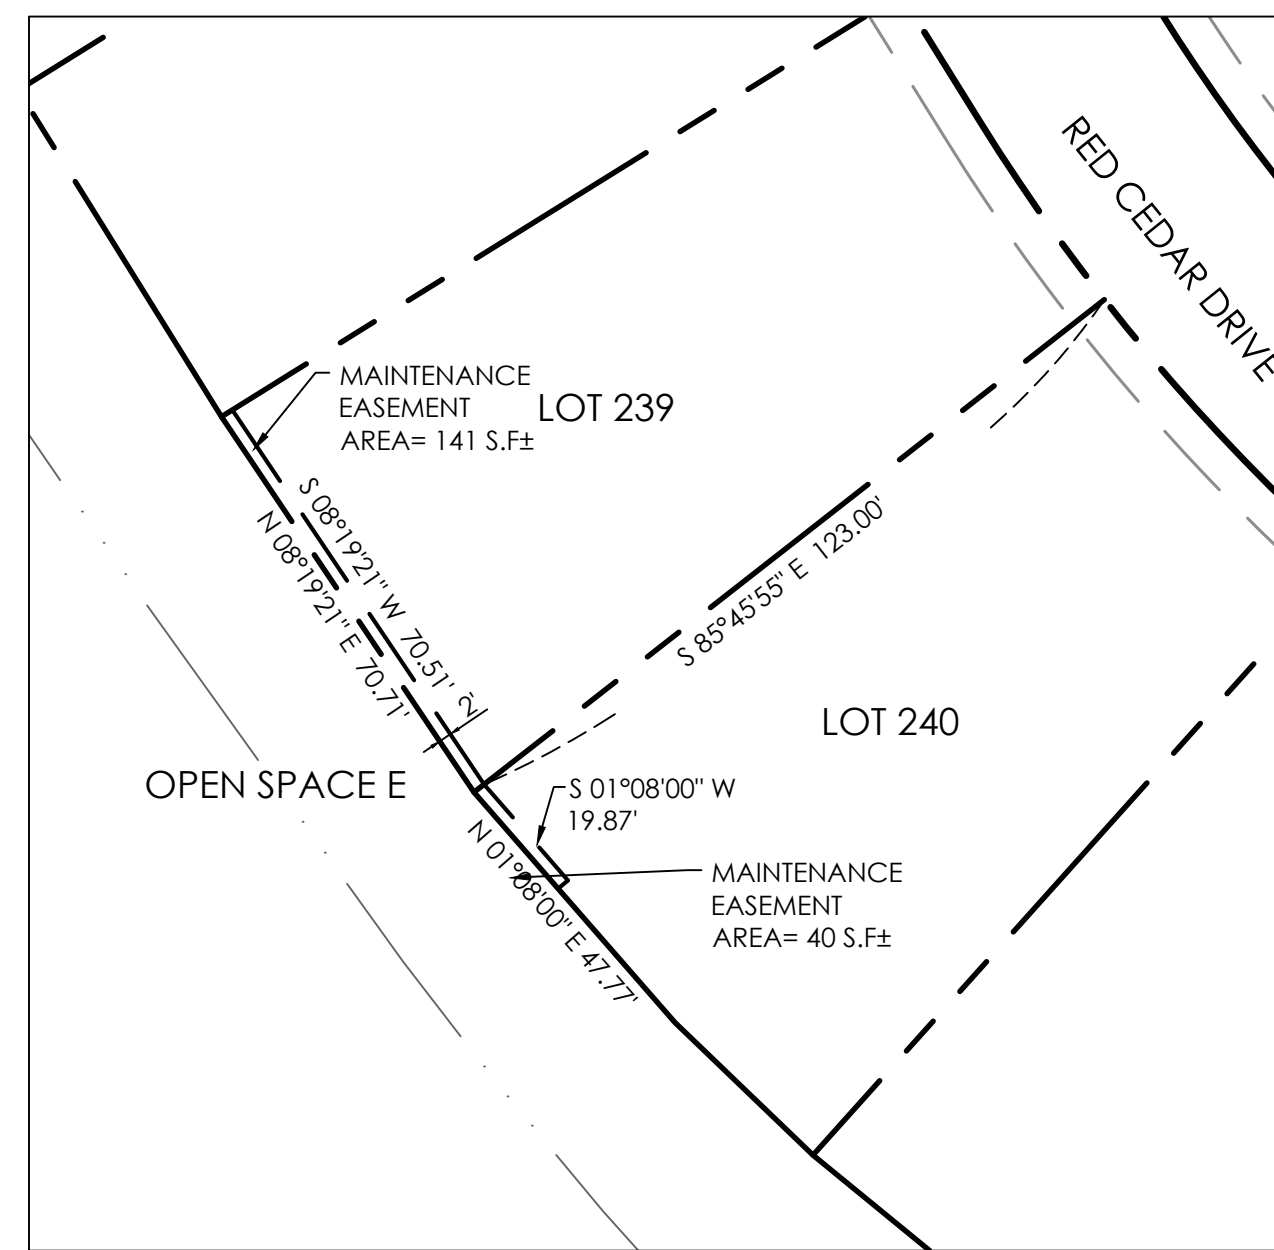 RED CEDAR DRIVE
MAINTENANCE
EASEMENT
AREA= 141 S.F±
LOT 239
S 08°19'21" W 70.51'
N 08°19'21" E 70.71'
2'
S 85°45'55" E 123.00'
LOT 240
OPEN SPACE E
S 01°08'00" W
19.87'
N 01°08'00" E 47.77'
MAINTENANCE
EASEMENT
AREA= 40 S.F±